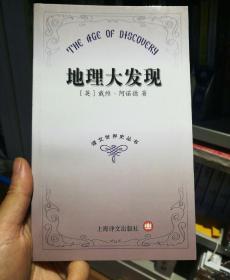 THE AGE OF DISCOVERY
地理大发现
[英] 戴维·阿诺德 著
译文世界史丛书
上海译文出版社